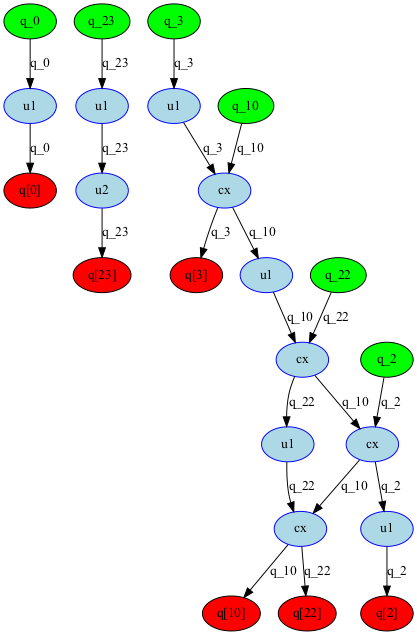 q_0 q_23 q_3
q_0 q_23 q_3
u1 u1 u1 q_10
q_0 q_23 q_3 q_10
q[0] u2 cx
q_23 q_3 q_10
q[23] q[3] u1 q_22
q_10 q_22
cx q_2
q_22 q_10 q_2
u1 cx
q_22 q_10 q_2
cx u1
q_10 q_22 q_2
q[10] q[22] q[2]